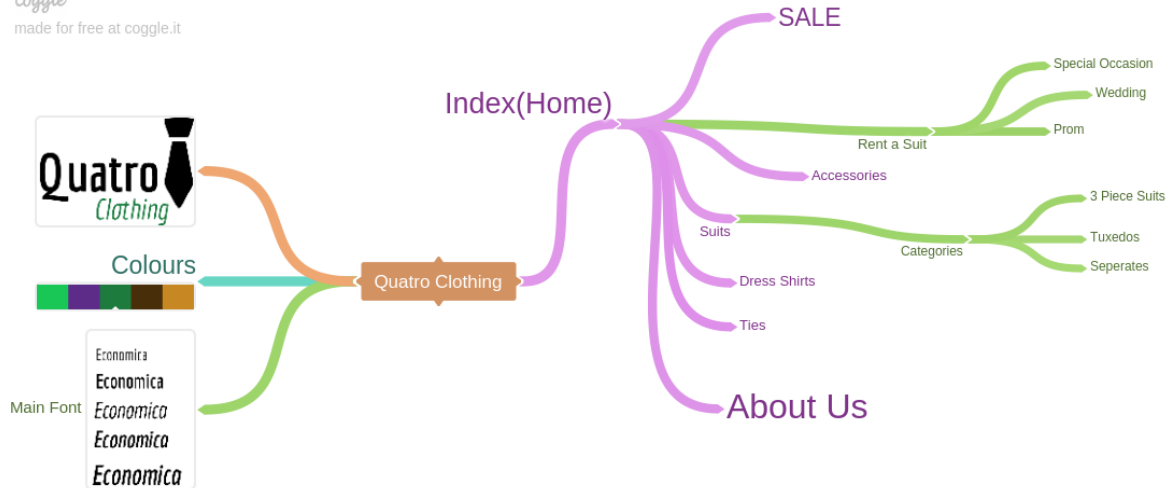 coggle
made for free at coggle.it
Quatro
Clothing
Colours
Main Font
Economica
Economica
Economica
Economica
Economica
Quatro Clothing
Index(Home)
SALE
Rent a Suit
Special Occasion
Wedding
Prom
Accessories
Suits
Categories
3 Piece Suits
Tuxedos
Seperates
Dress Shirts
Ties
About Us